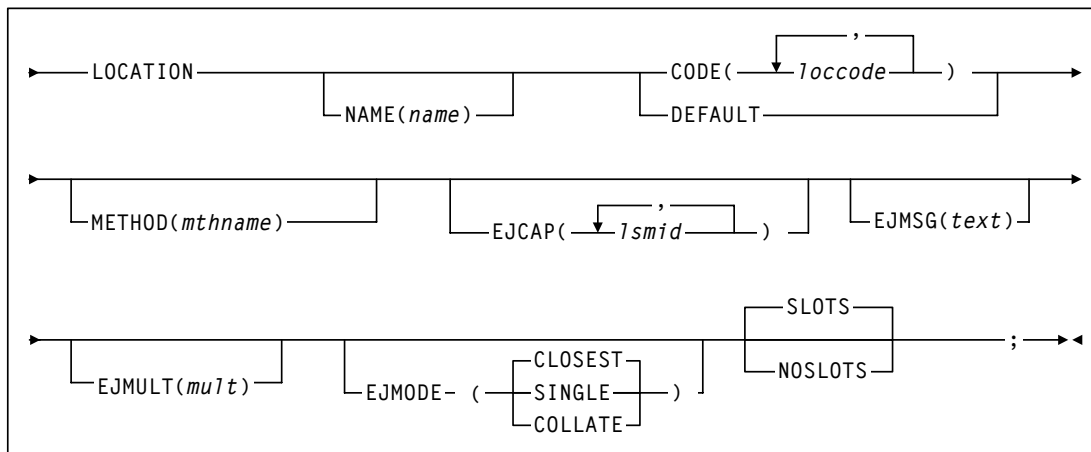 ,
LOCATION CODE( loccode )
NAME(name) DEFAULT
,
METHOD(mthname) EJCAP( lsmid ) EJMSG(text)
SLOTS
CLOSEST ;
EJMULT(mult) EJMODE ( SINGLE ) NOSLOTS
COLLATE